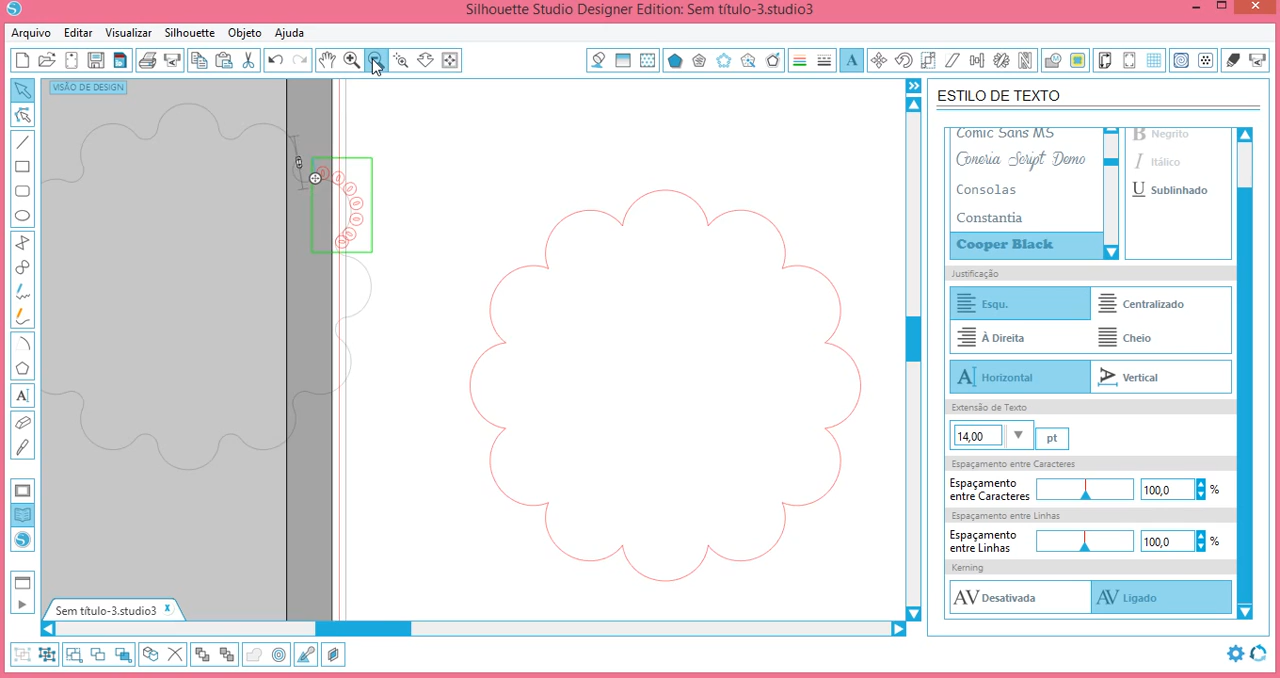 Silhouette Studio Designer Edition: Sem título-3.studio3
Arquivo Editar Visualizar Silhouette Objeto Ajuda
VISÃO DE DESIGN
ESTILO DE TEXTO
Comic Sans MS
Coneria Script Demo
Consolas
Constantia
Cooper Black
B Negrito
I Itálico
U Sublinhado
Justificação
Esqu. Centralizado
À Direita Cheio
Horizontal Vertical
Extensão de Texto
14,00 pt
Espaçamento entre Caracteres
Espaçamento
entre Caracteres 100,0 %
Espaçamento entre Linhas
Espaçamento
entre Linhas 100,0 %
Kerning
AV Desativada AV Ligado
Sem título-3.studio3 x